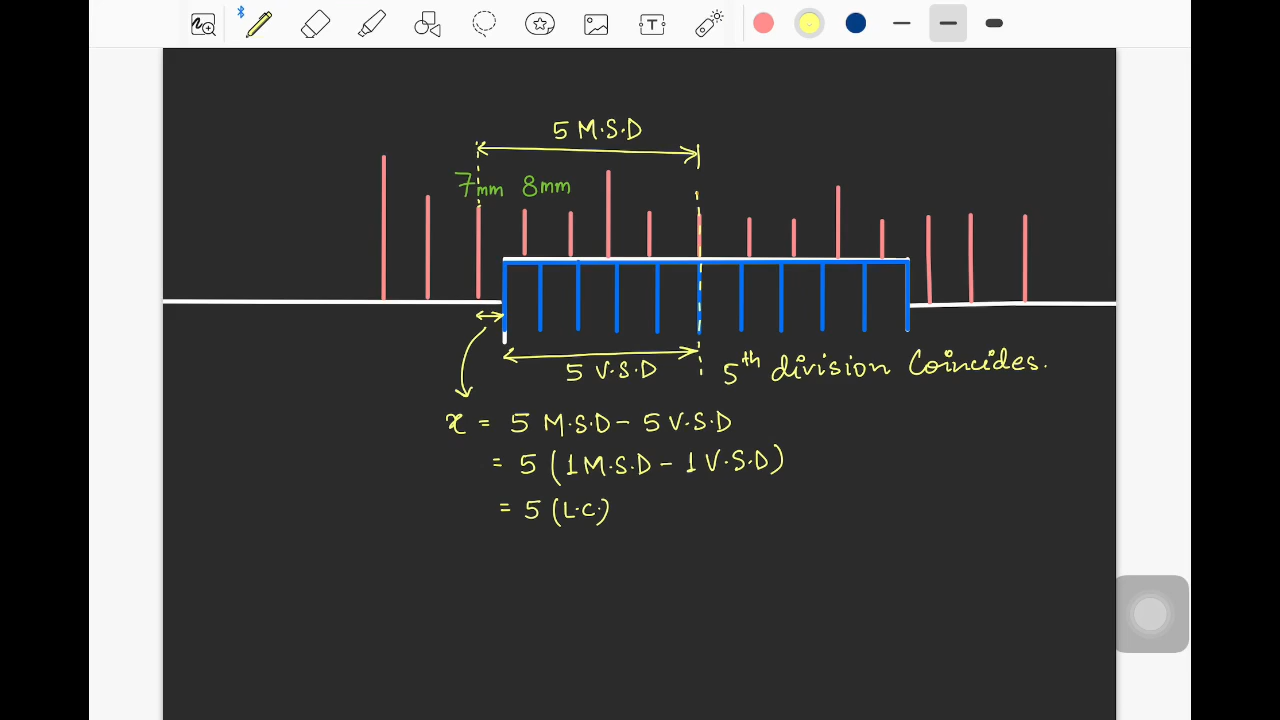 5 M.S.D
7mm 8mm
5 V.S.D
5th division Coincides.
x = 5 M.S.D - 5 V.S.D
= 5 (1 M.S.D - 1 V.S.D)
= 5 (L.C.)